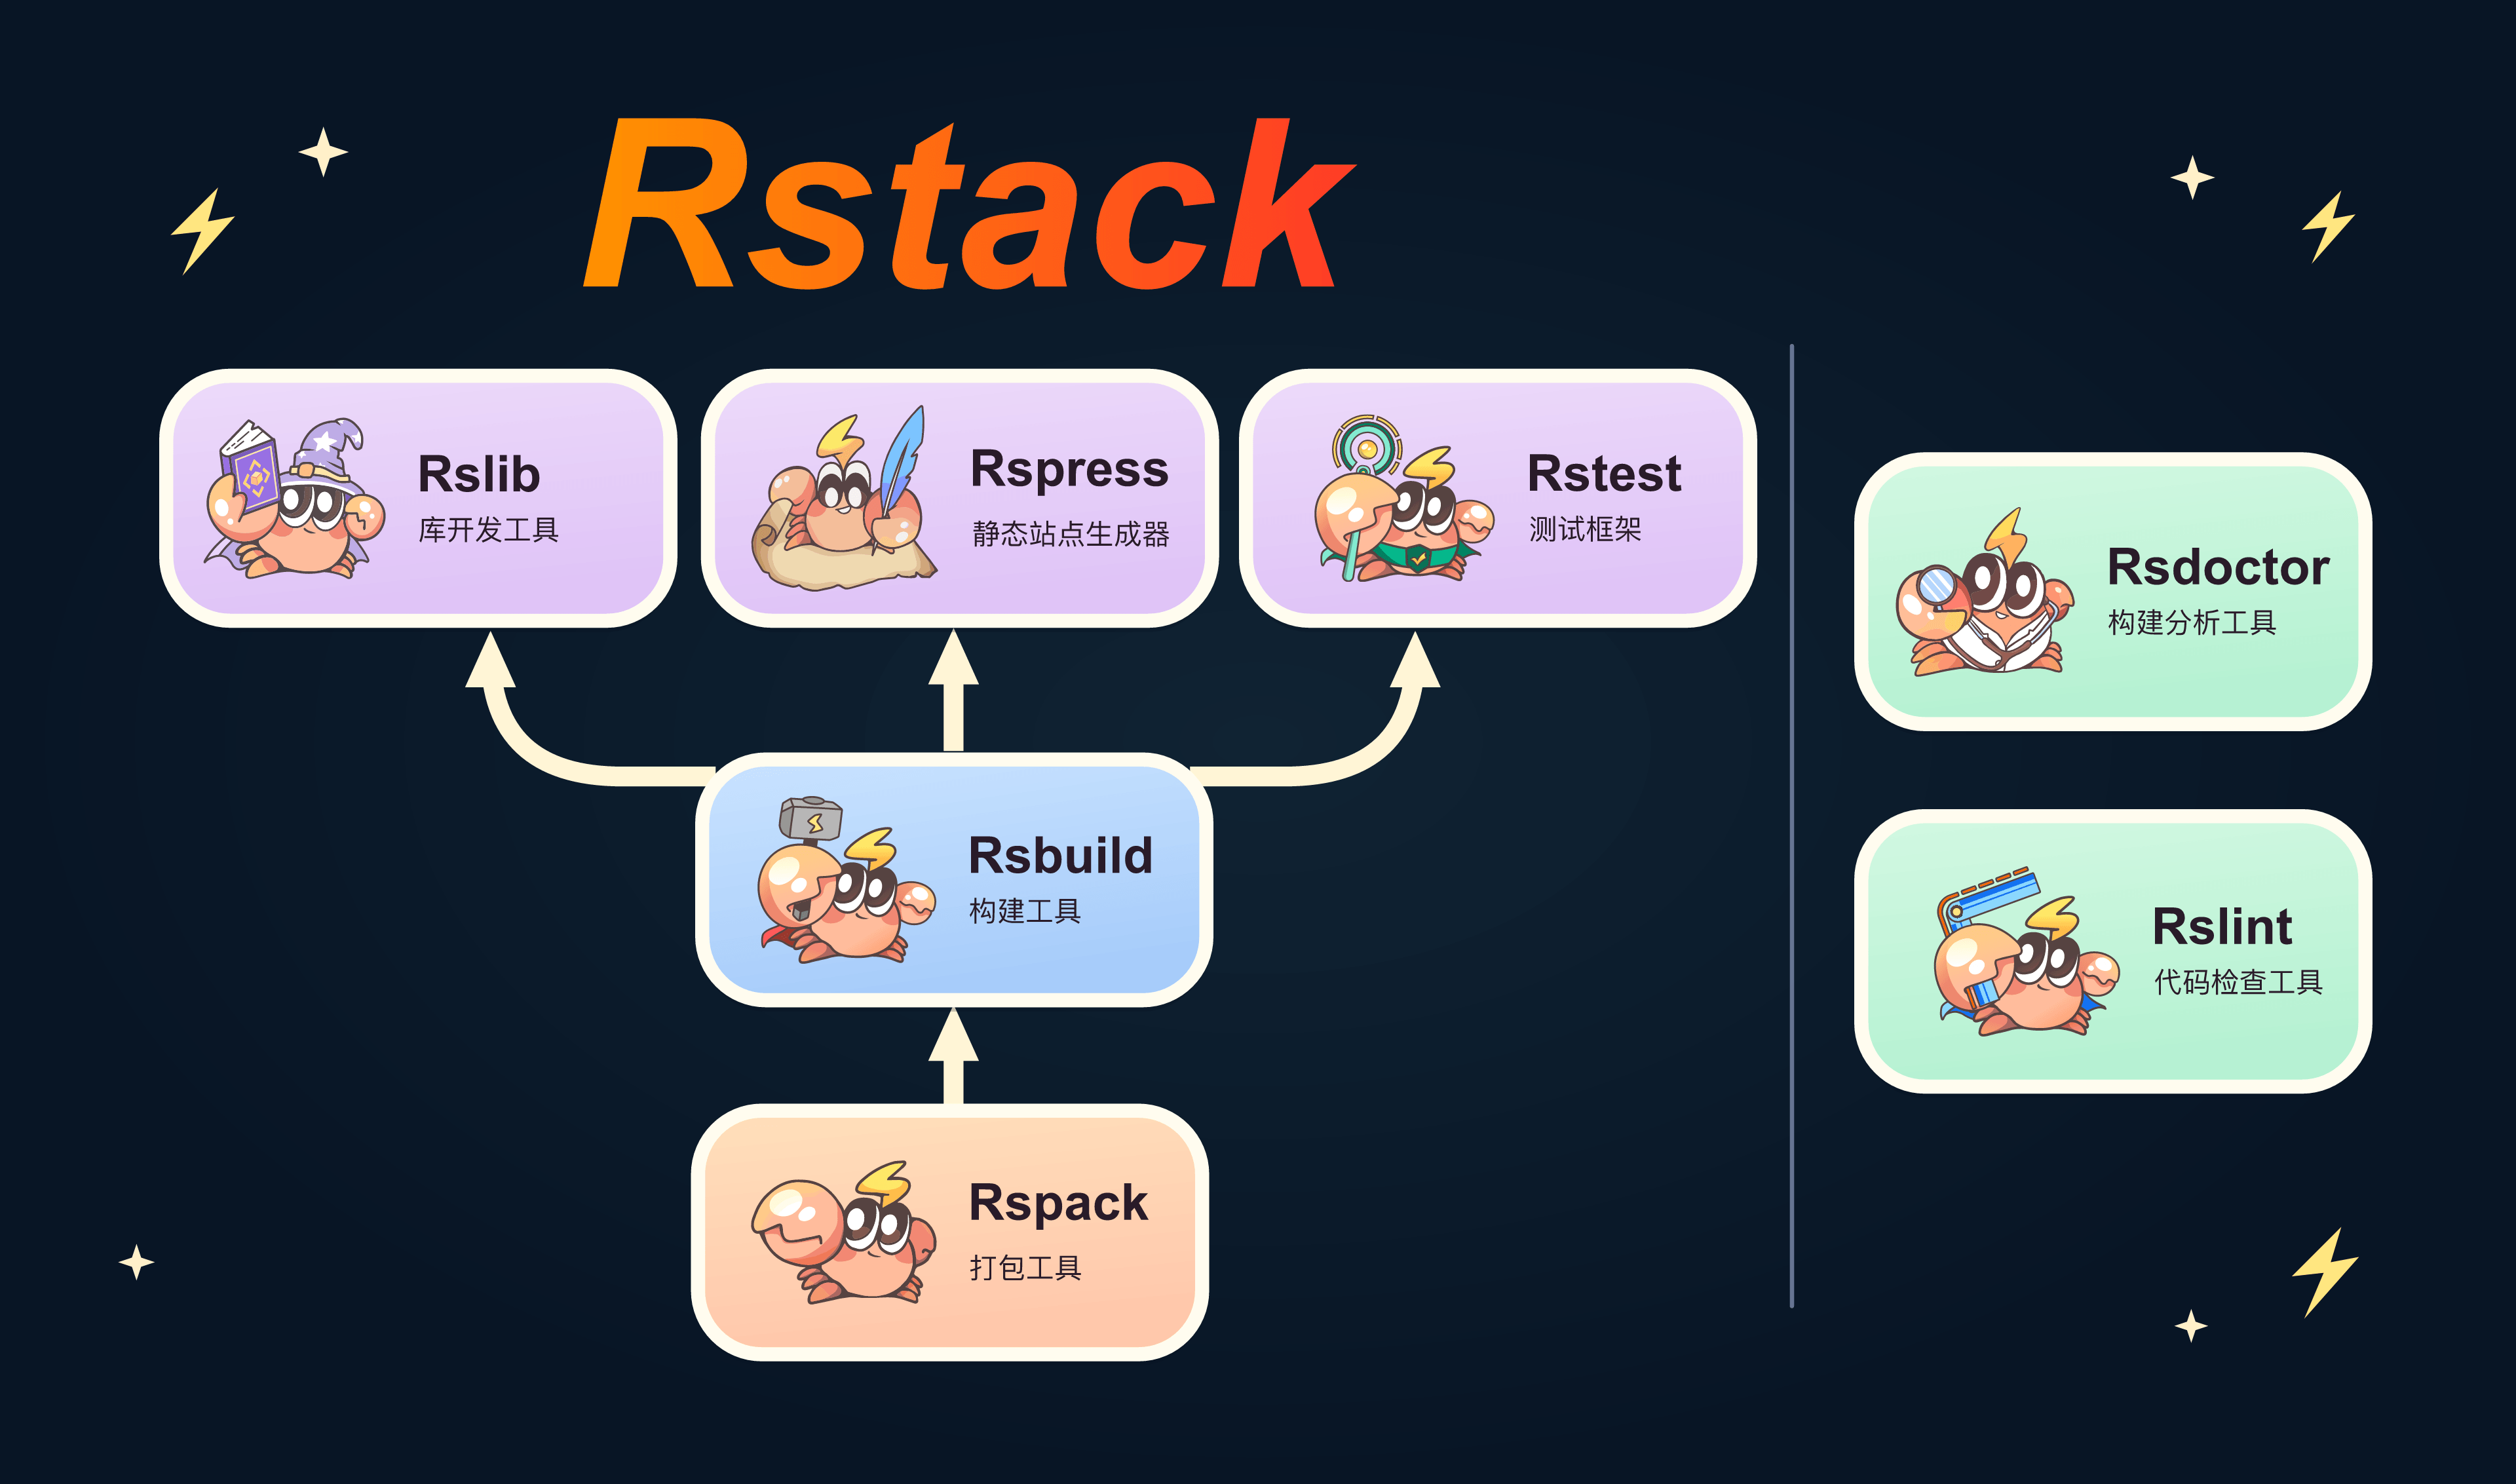 Rstack
Rslib
库开发工具
Rspress
静态站点生成器
Rstest
测试框架
Rsbuild
构建工具
Rspack
打包工具
Rsdoctor
构建分析工具
Rslint
代码检查工具